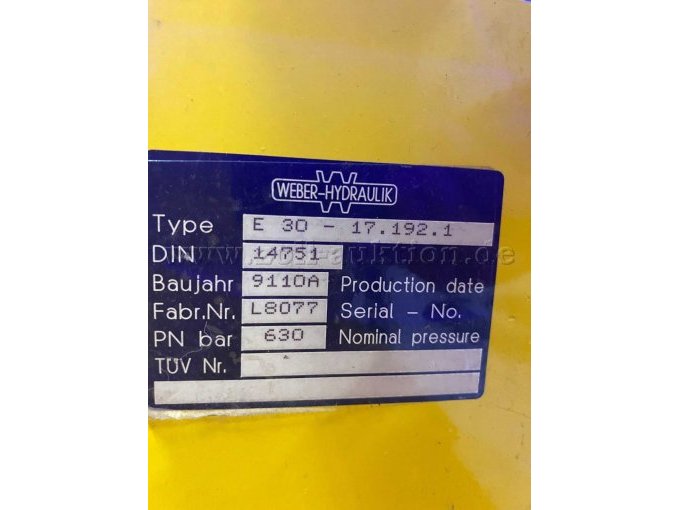 WEBER-HYDRAULIK
Type E 30 - 17.192.1
DIN 14751
Baujahr 9110A Production date
Fabr.Nr. L8077 Serial - No.
PN bar 630 Nominal pressure
TÜV Nr.